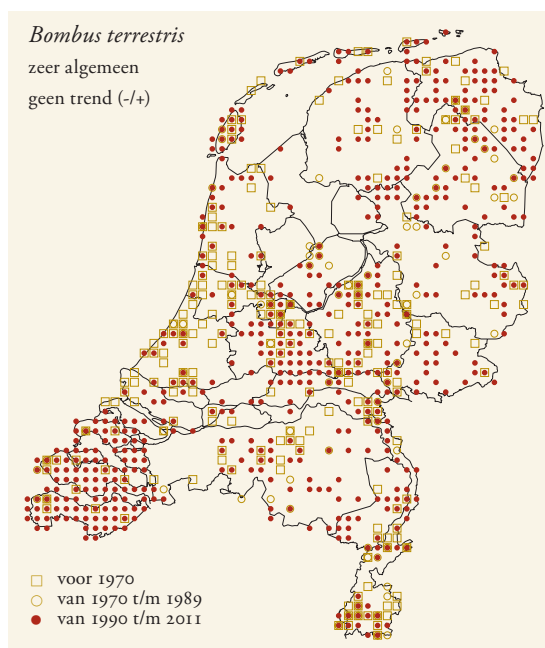 Bombus terrestris
zeer algemeen
geen trend (-/+)
voor 1970
van 1970 t/m 1989
van 1990 t/m 2011